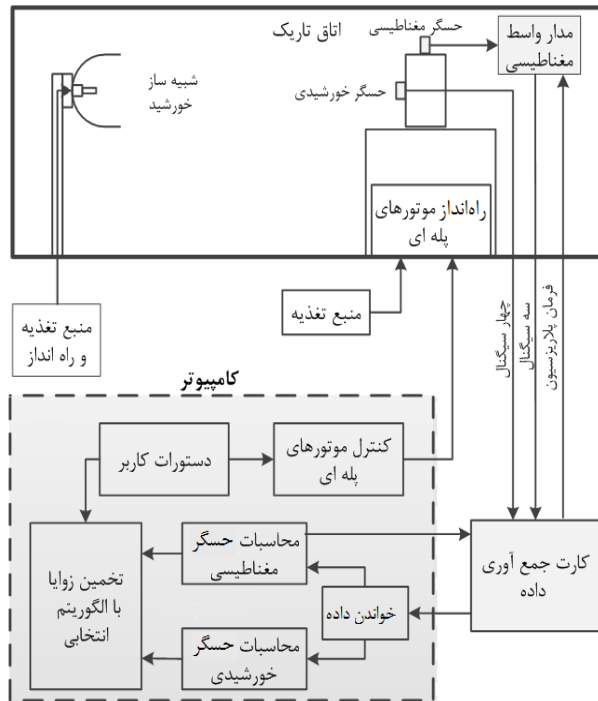 اتاق تاریک
حسگر مغناطیسی
مدار واسط
مغناطیسی
شبیه ساز
خورشید
حسگر خورشیدی
راه‌انداز موتورهای
پله ای
منبع تغذیه
و راه انداز
منبع تغذیه
چهار سیگنال
سه سیگنال
فرمان پلاریزسیون
کامپیوتر
دستورات کاربر
کنترل موتورهای
پله ای
تخمین زوایا
با الگوریتم
انتخابی
محاسبات حسگر
مغناطیسی
خواندن داده
محاسبات حسگر
خورشیدی
کارت جمع آوری
داده